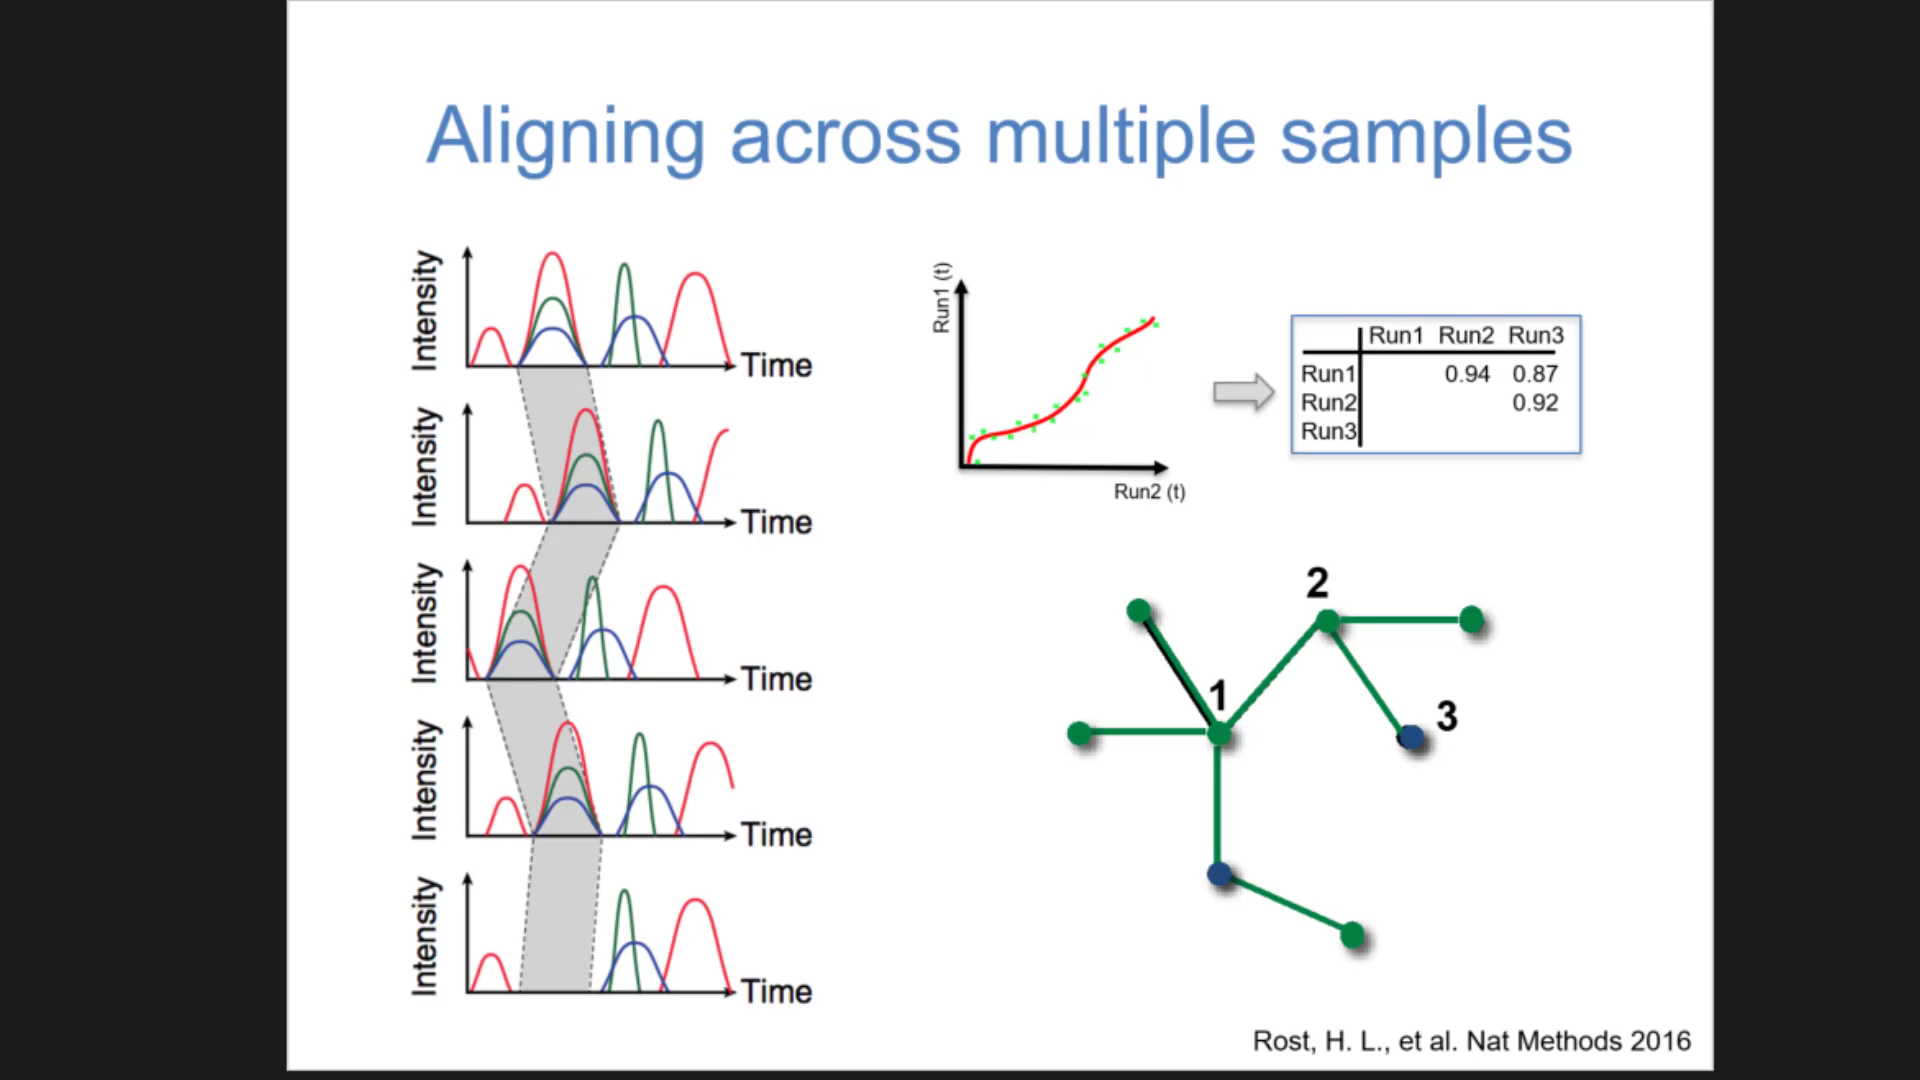 Aligning across multiple samples
Intensity
Time
Intensity
Time
Intensity
Time
Intensity
Time
Intensity
Time
Run1 (t)
Run2 (t)
Run1 Run2 Run3
Run1 0.94 0.87
Run2 0.92
Run3
2
1
3
Rost, H. L., et al. Nat Methods 2016